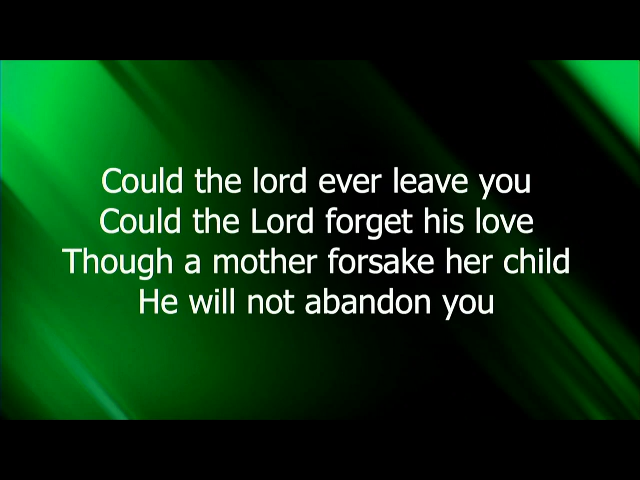 Could the lord ever leave you
Could the Lord forget his love
Though a mother forsake her child
He will not abandon you